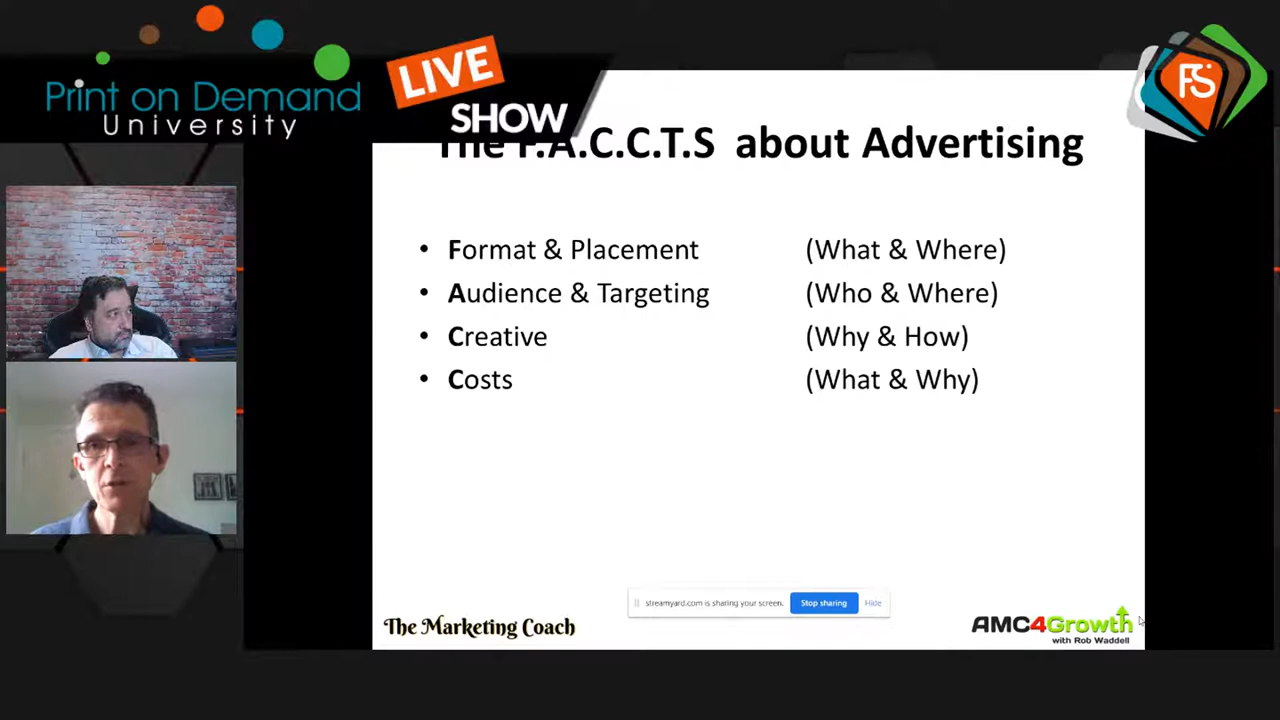 Print on Demand
University
LIVE
SHOW
FS
The F.A.C.C.T.S about Advertising
• Format & Placement (What & Where)
• Audience & Targeting (Who & Where)
• Creative (Why & How)
• Costs (What & Why)
streamyard.com is sharing your screen. Stop sharing Hide
The Marketing Coach
AMC4Growth
with Rob Waddell